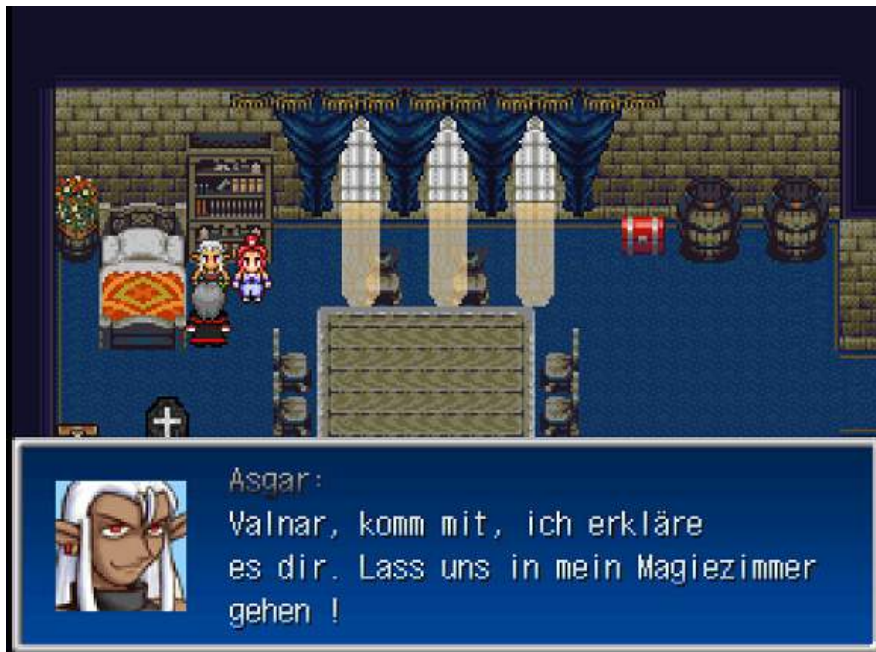 Asgar:
Valnar, komm mit, ich erkläre
es dir. Lass uns in mein Magiezimmer
gehen !